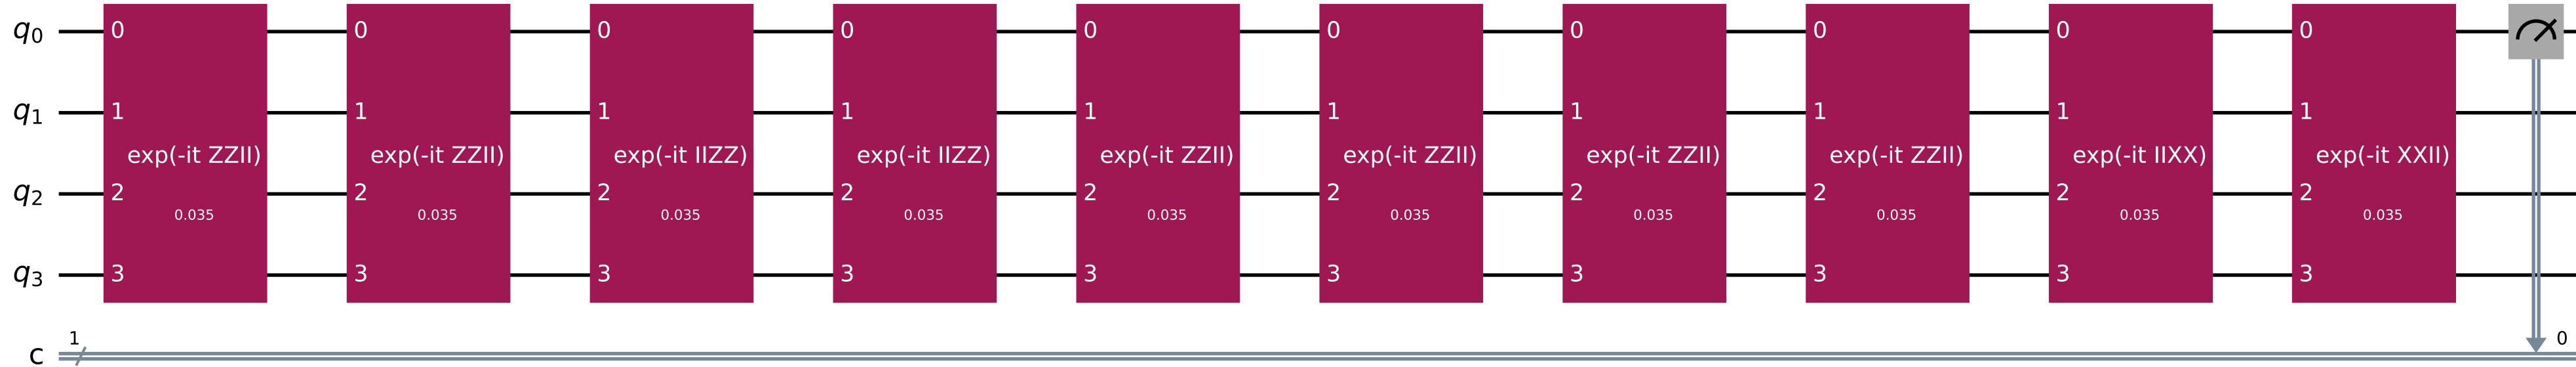 q0 0 0 0 0 0 0 0 0 0 0
q1 1 1 1 1 1 1 1 1 1 1
exp(-it ZZII) exp(-it ZZII) exp(-it IIZZ) exp(-it IIZZ) exp(-it ZZII) exp(-it ZZII) exp(-it ZZII) exp(-it ZZII) exp(-it IIXX) exp(-it XXII)
q2 2 2 2 2 2 2 2 2 2 2
0.035 0.035 0.035 0.035 0.035 0.035 0.035 0.035 0.035 0.035
q3 3 3 3 3 3 3 3 3 3 3
1 0
c